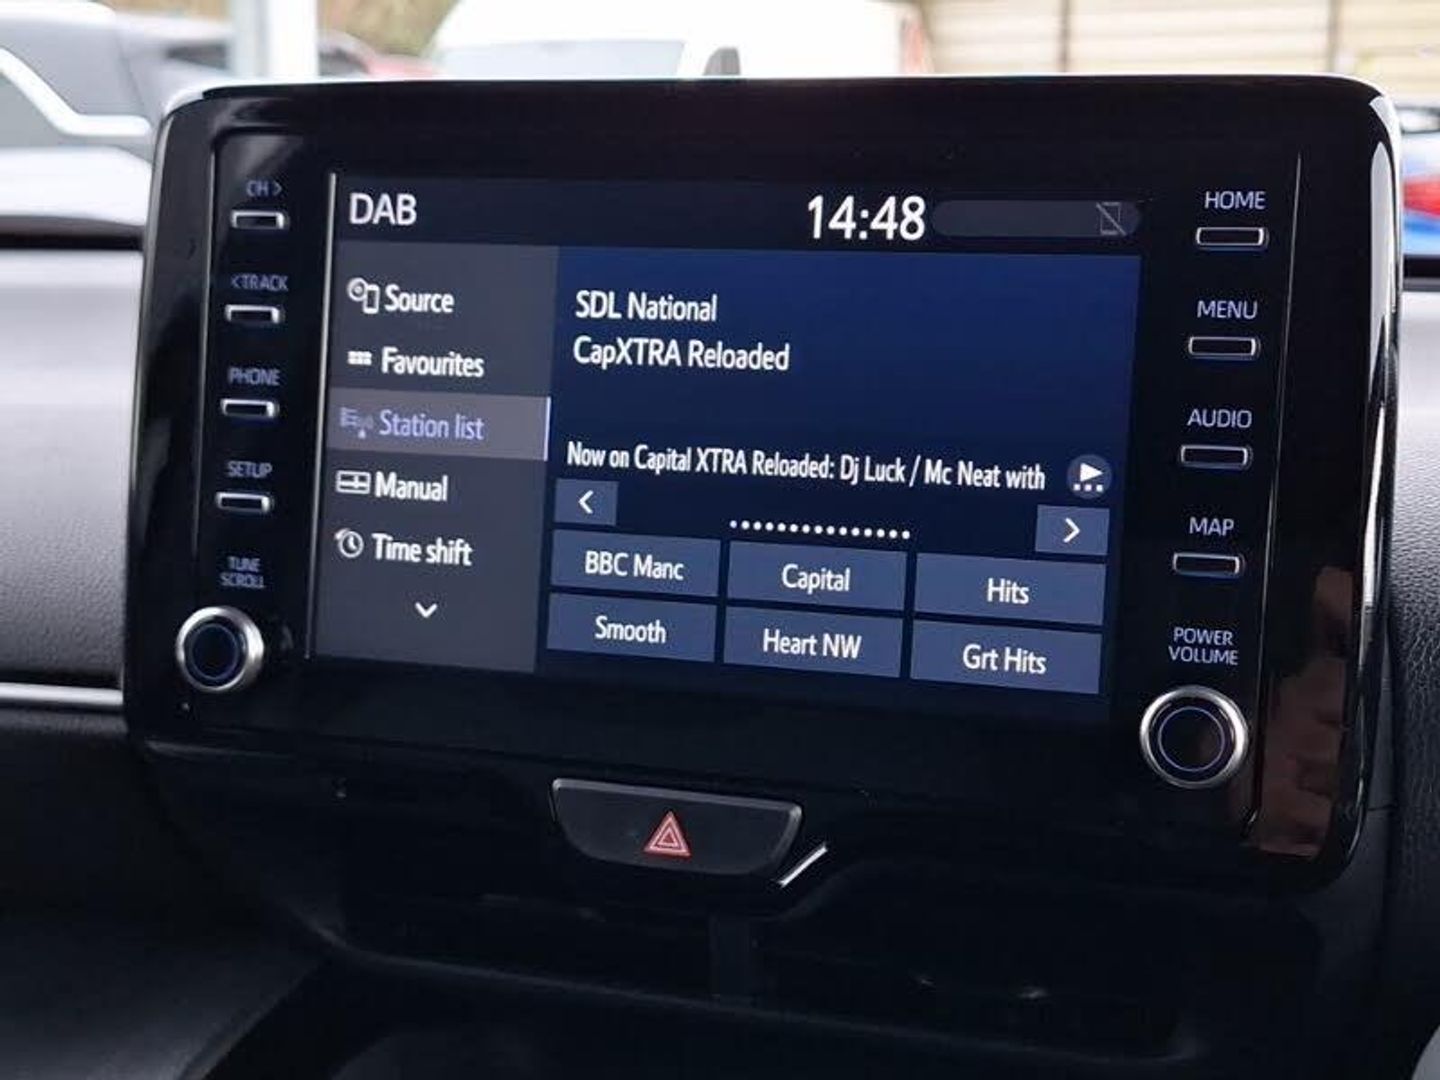 CH >
< TRACK
PHONE
SETUP
TUNE
SCROLL
DAB
14:48
Source
Favourites
Station list
Manual
Time shift
SDL National
CapXTRA Reloaded
Now on Capital XTRA Reloaded: Dj Luck / Mc Neat with
BBC Manc
Capital
Hits
Smooth
Heart NW
Grt Hits
HOME
MENU
AUDIO
MAP
POWER
VOLUME